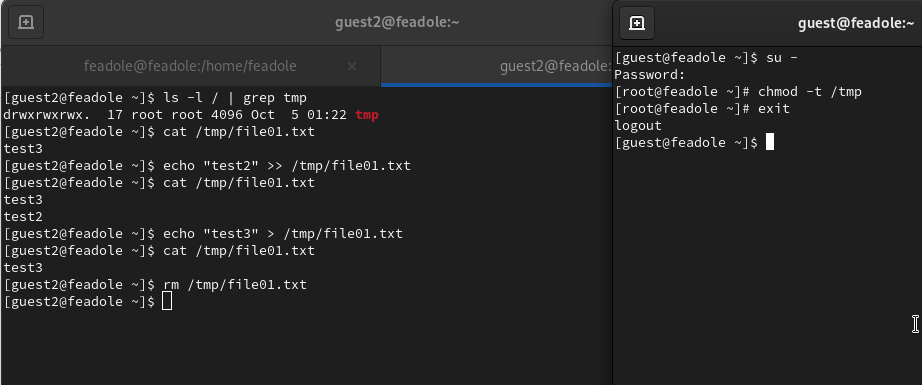 guest2@feadole:~
feadole@feadole:/home/feadole
guest2@feadole:
[guest2@feadole ~]$ ls -l / | grep tmp
drwxrwxrwx.  17 root root 4096 Oct  5 01:22 tmp
[guest2@feadole ~]$ cat /tmp/file01.txt
test3
[guest2@feadole ~]$ echo "test2" >> /tmp/file01.txt
[guest2@feadole ~]$ cat /tmp/file01.txt
test3
test2
[guest2@feadole ~]$ echo "test3" > /tmp/file01.txt
[guest2@feadole ~]$ cat /tmp/file01.txt
test3
[guest2@feadole ~]$ rm /tmp/file01.txt
[guest2@feadole ~]$
guest@feadole:~
[guest@feadole ~]$ su -
Password:
[root@feadole ~]# chmod -t /tmp
[root@feadole ~]# exit
logout
[guest@feadole ~]$